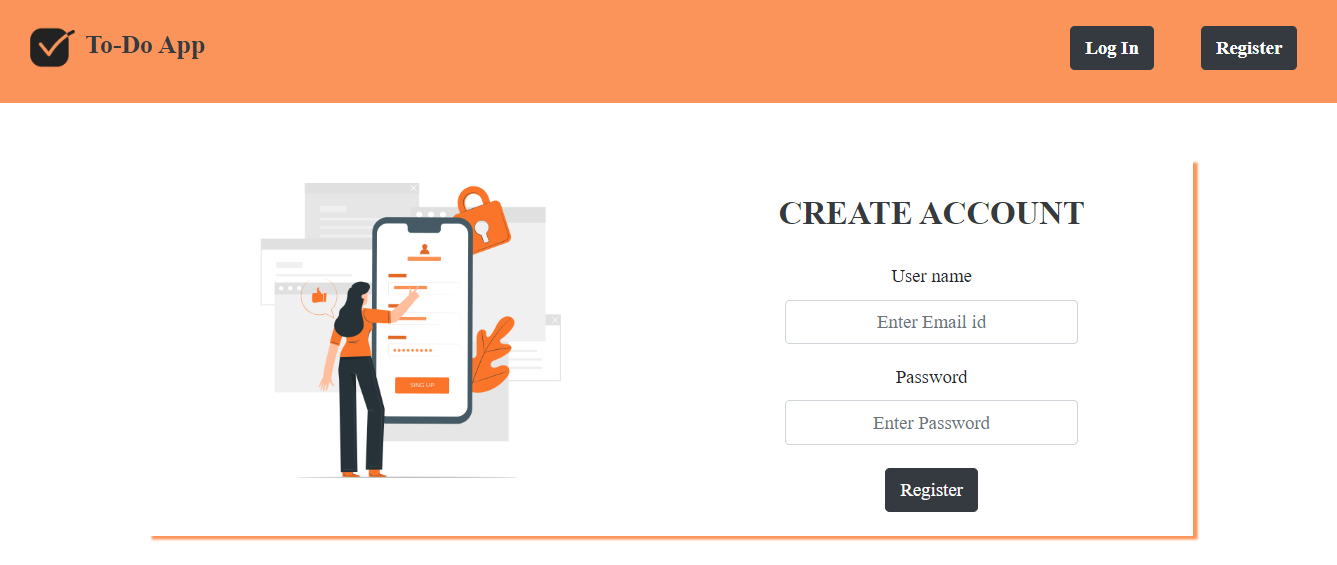 To-Do App
Log In
Register
CREATE ACCOUNT
User name
Enter Email id
Password
Enter Password
Register
SING UP